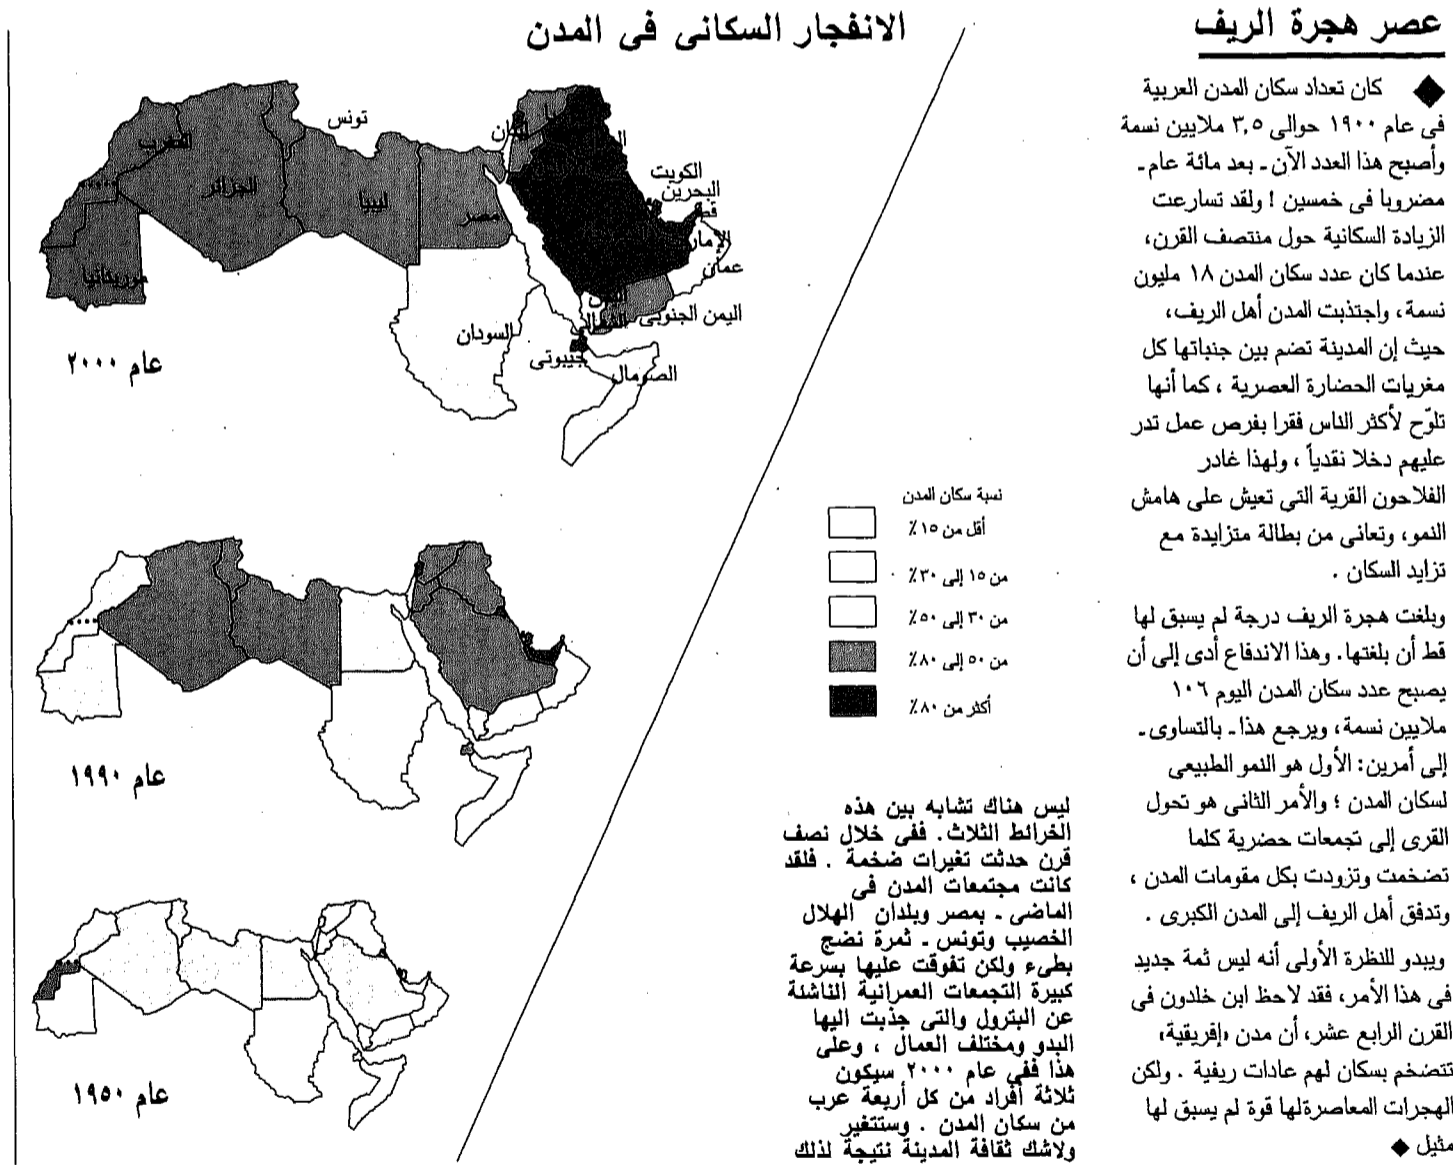 عصر هجرة الريف
◆ كان تعداد سكان المدن العربية
فى عام ١٩٠٠ حوالى ٣,٥ ملايين نسمة
وأصبح هذا العدد الآن ـ بعد مائة عام ـ
مضروبا فى خمسين ! ولقد تسارعت
الزيادة السكانية حول منتصف القرن،
عندما كان عدد سكان المدن ١٨ مليون
نسمة، واجتذبت المدن أهل الريف،
حيث إن المدينة تضم بين جنباتها كل
مغريات الحضارة العصرية ، كما أنها
تلوّح لأكثر الناس فقرا بفرص عمل تدر
عليهم دخلا نقدياً ، ولهذا غادر
الفلاحون القرية التى تعيش على هامش
النمو، وتعانى من بطالة متزايدة مع
تزايد السكان .
وبلغت هجرة الريف درجة لم يسبق لها
قط أن بلغتها. وهذا الاندفاع أدى إلى أن
يصبح عدد سكان المدن اليوم ١٠٦
ملايين نسمة، ويرجع هذا ـ بالتساوى ـ
إلى أمرين: الأول هو النمو الطبيعى
لسكان المدن ؛ والأمر الثانى هو تحول
القرى إلى تجمعات حضرية كلما
تضخمت وتزودت بكل مقومات المدن ،
وتدفق أهل الريف إلى المدن الكبرى .
ويبدو للنظرة الأولى أنه ليس ثمة جديد
فى هذا الأمر، فقد لاحظ ابن خلدون فى
القرن الرابع عشر، أن مدن «إفريقية»
تتضخم بسكان لهم عادات ريفية . ولكن
الهجرات المعاصرةلها قوة لم يسبق لها
مثيل ◆
الانفجار السكانى فى المدن
تونس
لبنان
المغرب
الجزائر
ليبيا
مصر
الكويت
البحرين
قطر
الإمارات
عمان
موريتانيا
اليمن الشمالى
اليمن الجنوبى
السودان
جيبوتى
الصومال
عام ٢٠٠٠
عام ١٩٩٠
عام ١٩٥٠
نسبة سكان المدن
أقل من ١٥٪
من ١٥ إلى ٣٠٪
من ٣٠ إلى ٥٠٪
من ٥٠ إلى ٨٠٪
أكثر من ٨٠٪
ليس هناك تشابه بين هذه
الخرائط الثلاث. ففى خلال نصف
قرن حدثت تغيرات ضخمة . فلقد
كانت مجتمعات المدن فى
الماضى ـ بمصر وبلدان الهلال
الخصيب وتونس ـ ثمرة نضج
بطىء ولكن تفوقت عليها بسرعة
كبيرة التجمعات العمرانية الناشئة
عن البترول والتى جذبت اليها
البدو ومختلف العمال ، وعلى
هذا ففى عام ٢٠٠٠ سيكون
ثلاثة أفراد من كل أربعة عرب
من سكان المدن . وستتغير
ولاشك ثقافة المدينة نتيجة لذلك